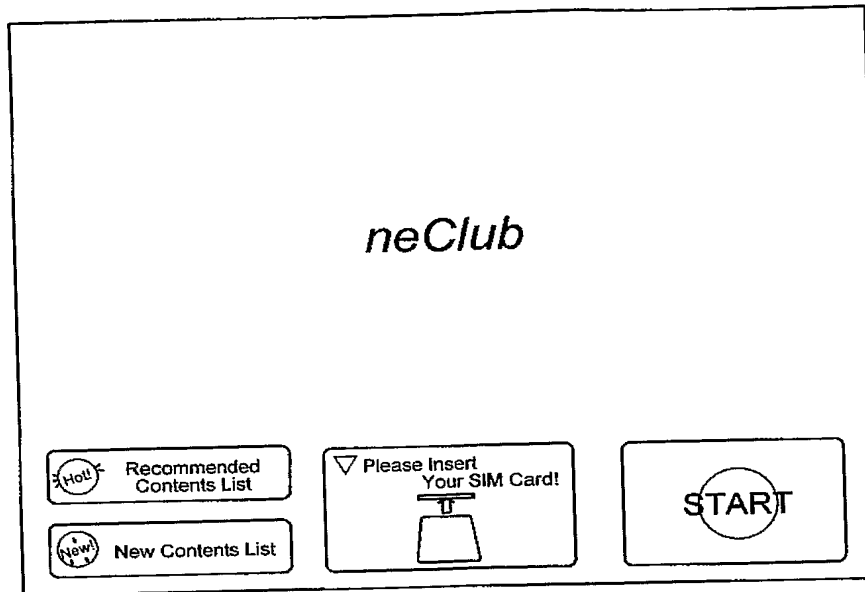 neClub
Hot!
Recommended
Contents List
New!
New Contents List
Please Insert
Your SIM Card!
START